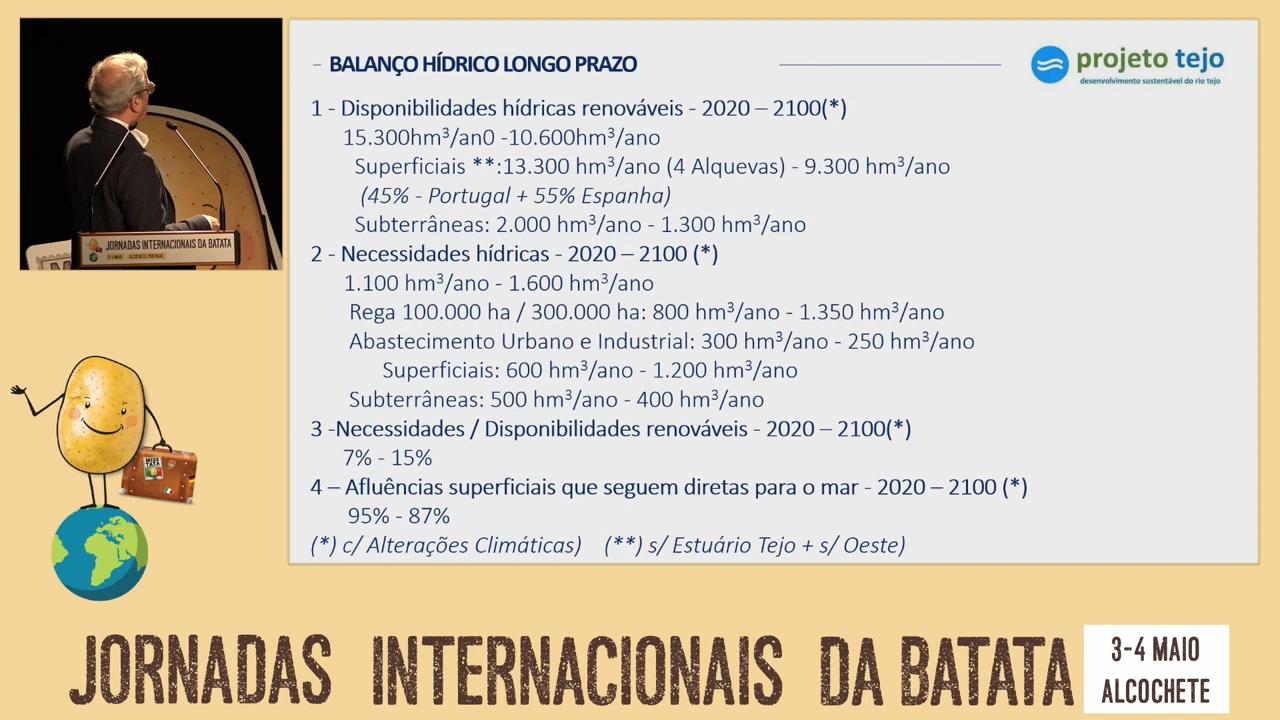 – BALANÇO HÍDRICO LONGO PRAZO
projeto tejo
desenvolvimento sustentável do rio tejo
1 - Disponibilidades hídricas renováveis - 2020 – 2100(*)
15.300hm³/an0 -10.600hm³/ano
Superficiais **:13.300 hm³/ano (4 Alquevas) - 9.300 hm³/ano
(45% - Portugal + 55% Espanha)
Subterrâneas: 2.000 hm³/ano - 1.300 hm³/ano
2 - Necessidades hídricas - 2020 – 2100 (*)
1.100 hm³/ano - 1.600 hm³/ano
Rega 100.000 ha / 300.000 ha: 800 hm³/ano - 1.350 hm³/ano
Abastecimento Urbano e Industrial: 300 hm³/ano - 250 hm³/ano
Superficiais: 600 hm³/ano - 1.200 hm³/ano
Subterrâneas: 500 hm³/ano - 400 hm³/ano
3 -Necessidades / Disponibilidades renováveis - 2020 – 2100(*)
7% - 15%
4 – Afluências superficiais que seguem diretas para o mar - 2020 – 2100 (*)
95% - 87%
(*) c/ Alterações Climáticas) (**) s/ Estuário Tejo + s/ Oeste)
JORNADAS INTERNACIONAIS DA BATATA
3-4 MAIO ALCOCHETE, PORTUGAL
MISS TATA
JORNADAS INTERNACIONAIS DA BATATA
3-4 MAIO
ALCOCHETE